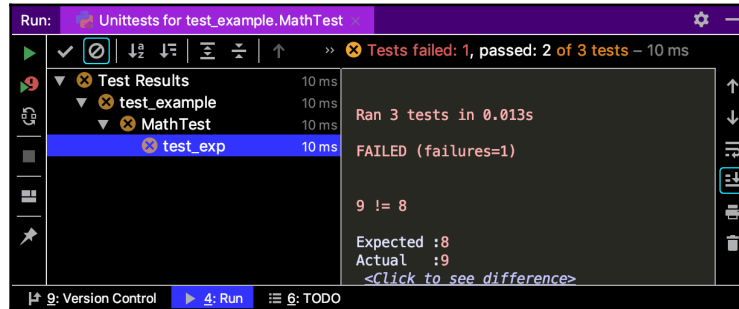 Run: Unittests for test_example.MathTest ×
» Tests failed: 1, passed: 2 of 3 tests – 10 ms
Test Results 10 ms
test_example 10 ms
MathTest 10 ms
test_exp 10 ms
Ran 3 tests in 0.013s
FAILED (failures=1)
9 != 8
Expected :8
Actual   :9
<Click to see difference>
9: Version Control 4: Run 6: TODO